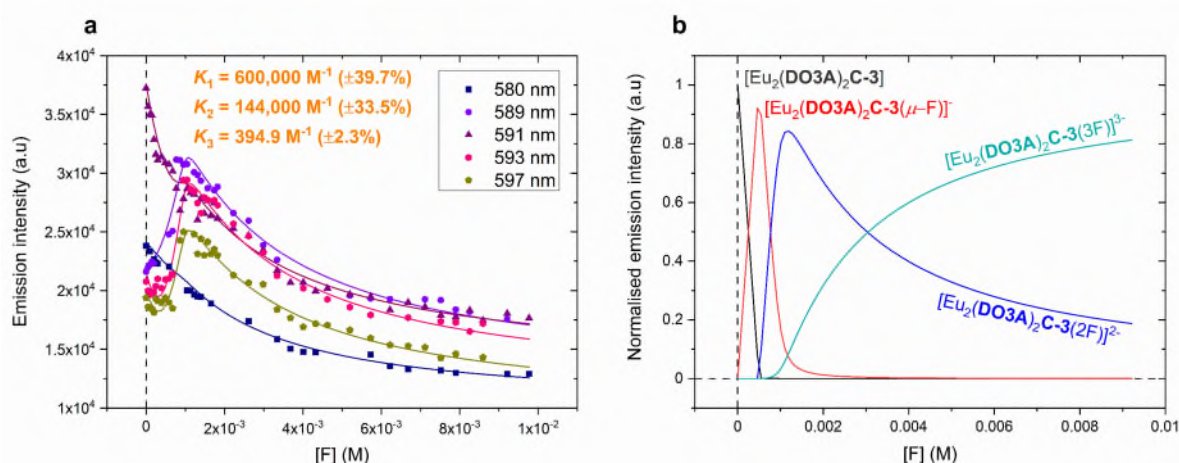 a
K1 = 600,000 M-1 (±39.7%)
K2 = 144,000 M-1 (±33.5%)
K3 = 394.9 M-1 (±2.3%)
580 nm
589 nm
591 nm
593 nm
597 nm
Emission intensity (a.u)
4x10^4
3.5x10^4
3x10^4
2.5x10^4
2x10^4
1.5x10^4
1x10^4
0 2x10^-3 4x10^-3 6x10^-3 8x10^-3 1x10^-2
[F] (M)
b
[Eu2(DO3A)2C-3]
[Eu2(DO3A)2C-3(μ–F)]-
[Eu2(DO3A)2C-3(3F)]3-
[Eu2(DO3A)2C-3(2F)]2-
Normalised emission intensity (a.u)
1
0.8
0.6
0.4
0.2
0
0 0.002 0.004 0.006 0.008 0.01
[F] (M)